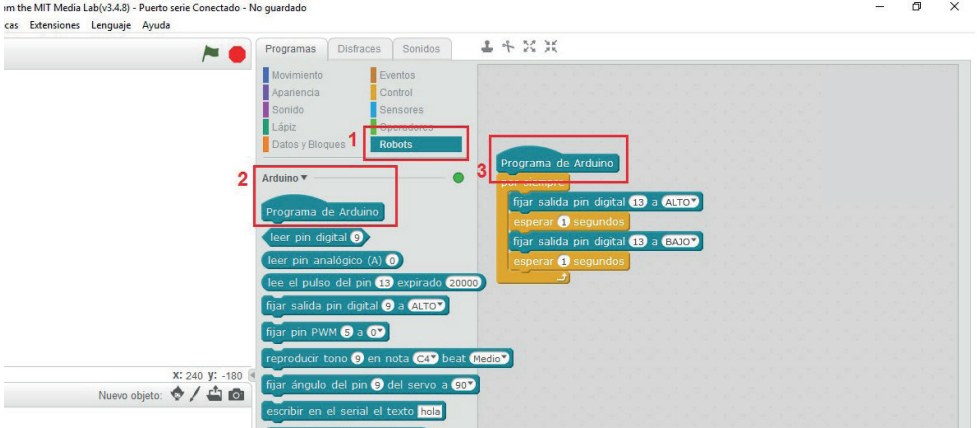 om the MIT Media Lab(v3.4.8) - Puerto serie Conectado - No guardado
cas Extensiones Lenguaje Ayuda
Programas Disfraces Sonidos
Movimiento Eventos
Apariencia Control
Sonido Sensores
Lápiz Operadores
Datos y Bloques 1 Robots
2 Arduino
Programa de Arduino
leer pin digital 9
leer pin analógico (A) 0
lee el pulso del pin 13 expirado 20000
fijar salida pin digital 9 a ALTO
fijar pin PWM 5 a 0
reproducir tono 9 en nota C4 beat Medio
fijar ángulo del pin 9 del servo a 90
escribir en el serial el texto hola
3 Programa de Arduino
por siempre
fijar salida pin digital 13 a ALTO
esperar 1 segundos
fijar salida pin digital 13 a BAJO
esperar 1 segundos
X: 240 y: -180
Nuevo objeto: